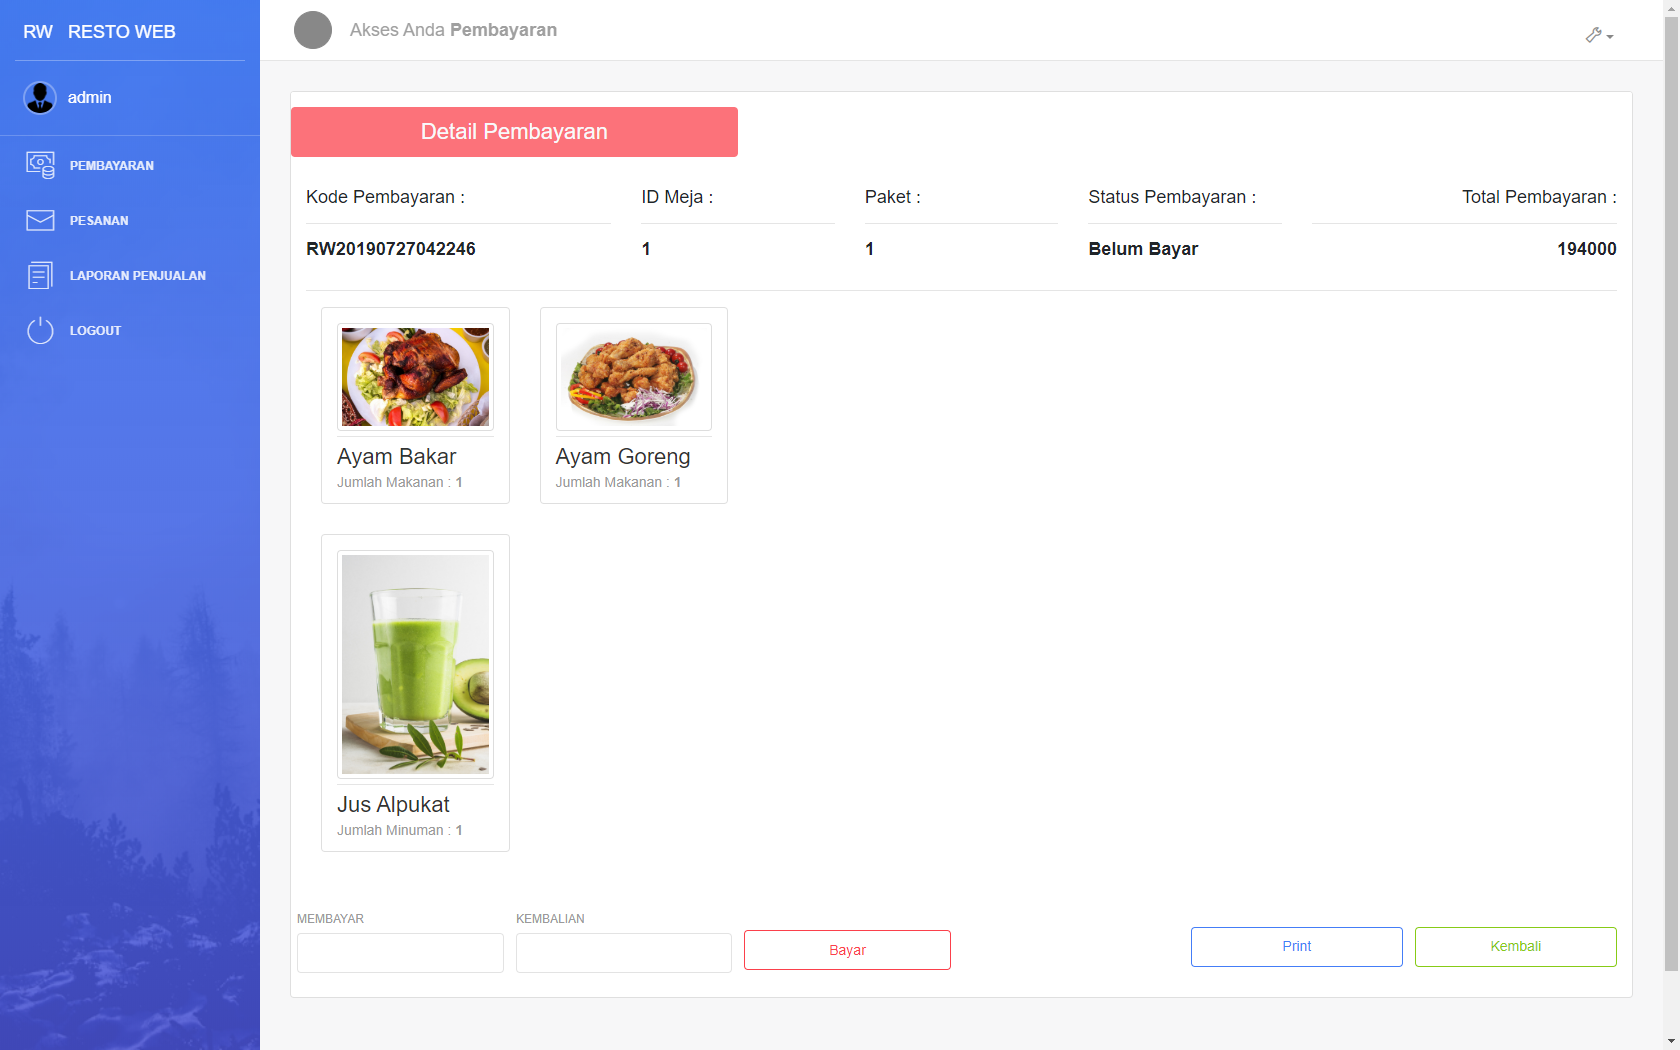 RW RESTO WEB
admin
PEMBAYARAN
PESANAN
LAPORAN PENJUALAN
LOGOUT
Akses Anda Pembayaran
Detail Pembayaran
Kode Pembayaran : ID Meja : Paket : Status Pembayaran : Total Pembayaran :
RW20190727042246 1 1 Belum Bayar 194000
Ayam Bakar
Jumlah Makanan : 1
Ayam Goreng
Jumlah Makanan : 1
Jus Alpukat
Jumlah Minuman : 1
MEMBAYAR KEMBALIAN
Bayar Print Kembali